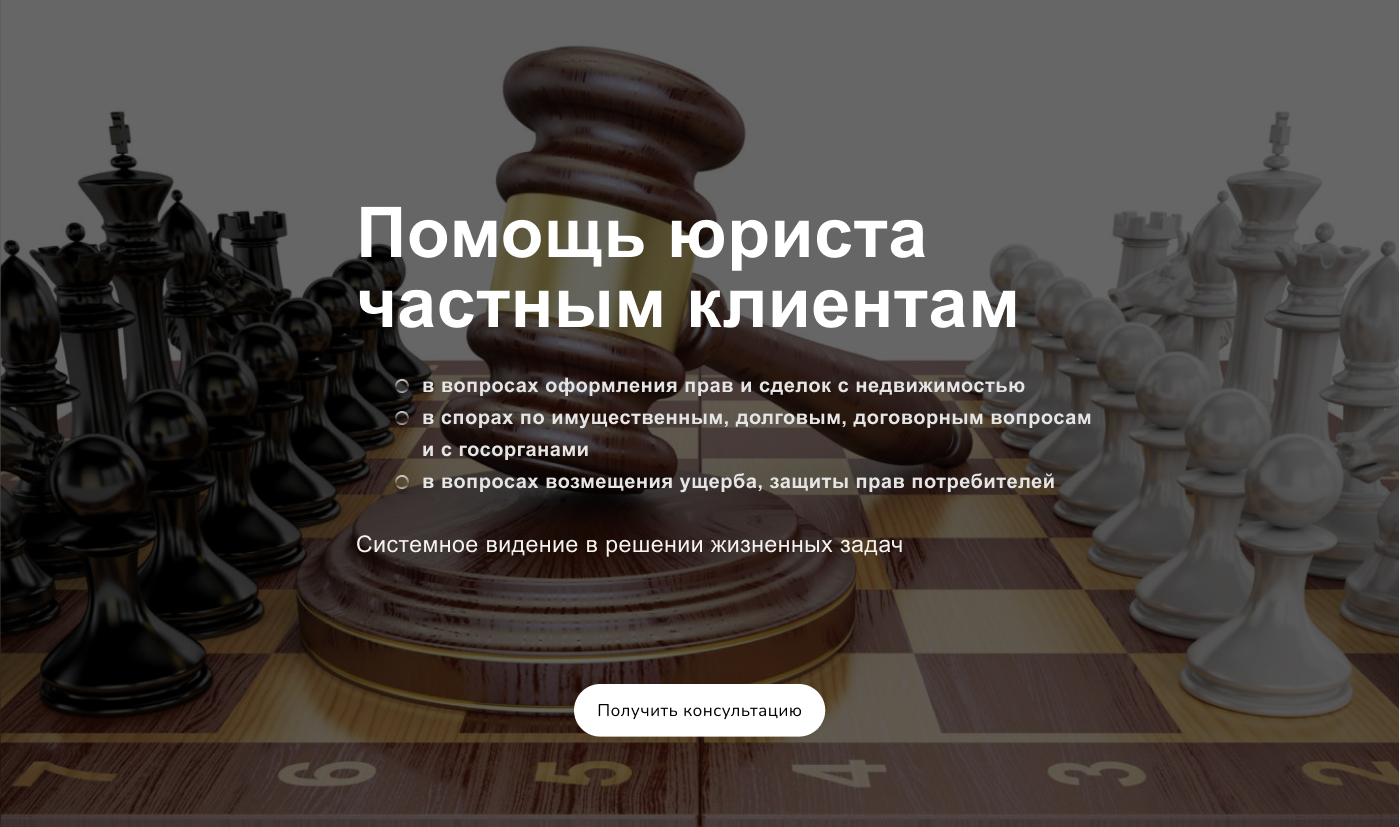 Помощь юриста
частным клиентам
в вопросах оформления прав и сделок с недвижимостью
в спорах по имущественным, долговым, договорным вопросам
и с госорганами
в вопросах возмещения ущерба, защиты прав потребителей
Системное видение в решении жизненных задач
Получить консультацию
7 6 5 4 3 2